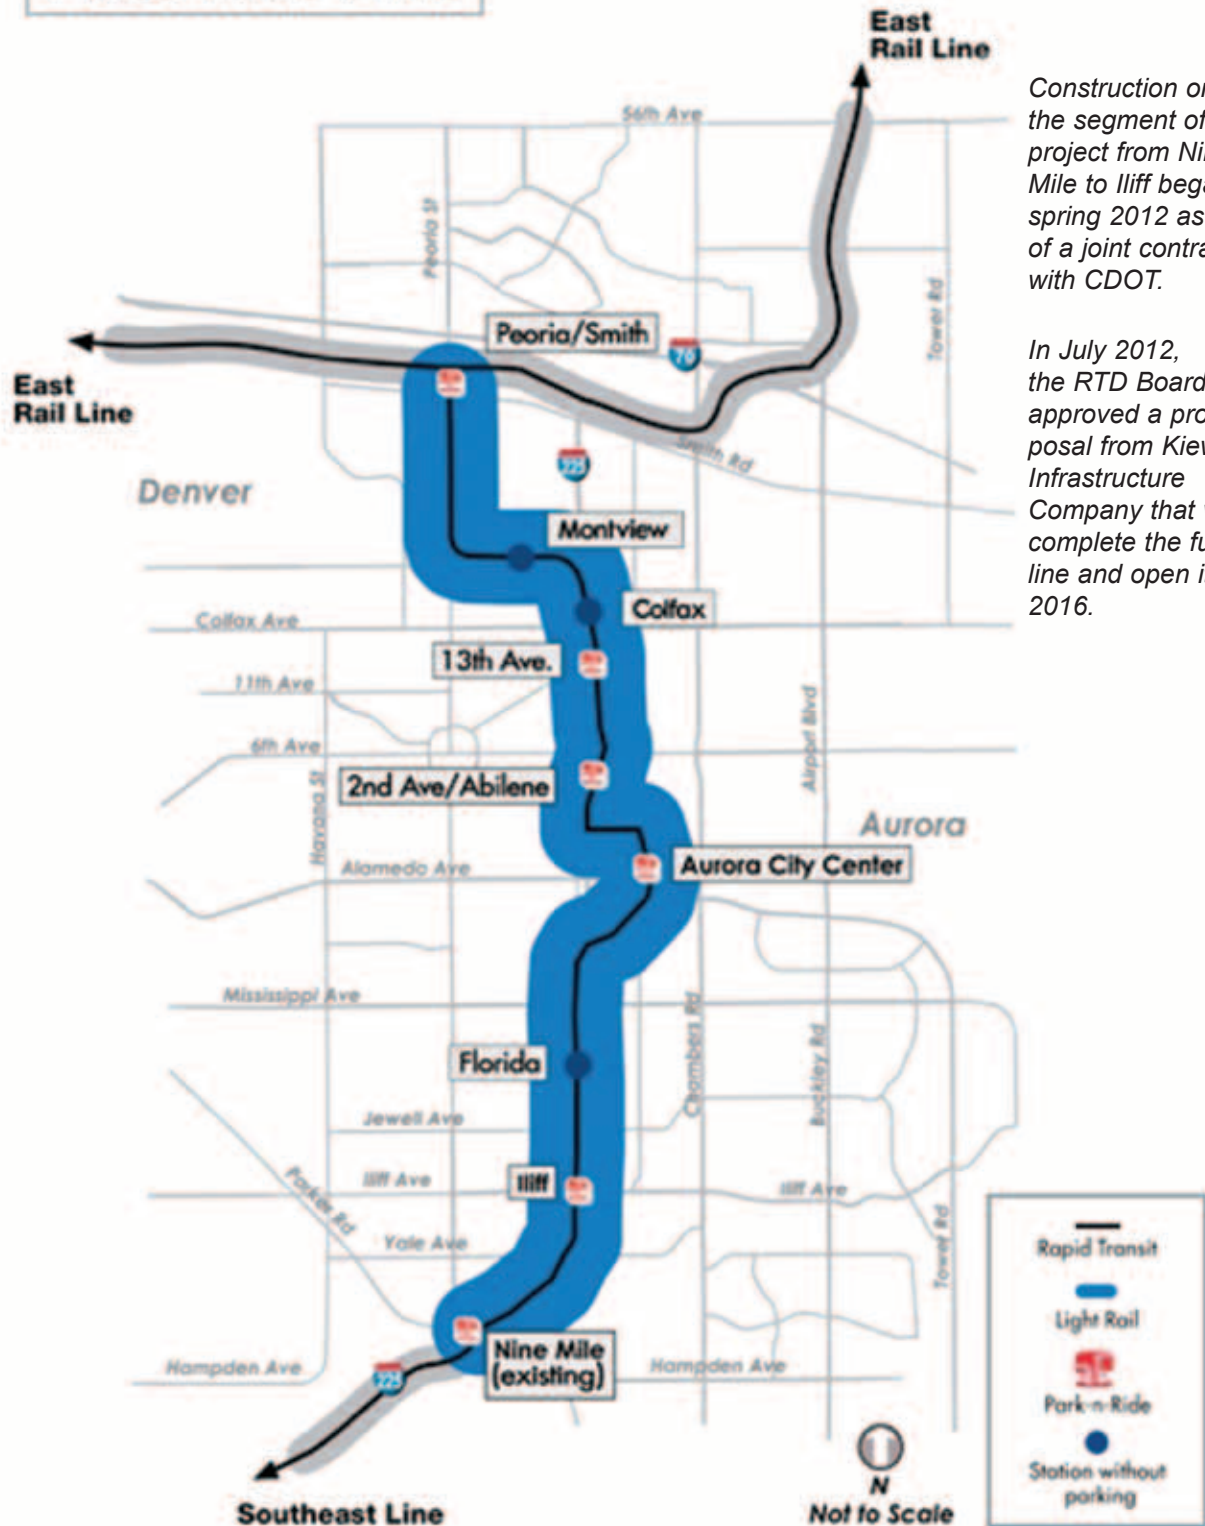 East
Rail Line
Construction on
the segment of
project from Nine
Mile to Iliff began
spring 2012 as
of a joint contra
with CDOT.
In July 2012,
the RTD Board
approved a pro-
posal from Kiew
Infrastructure
Company that
complete the fu
line and open in
2016.
56th Ave
Peoria St
Tower Rd
Peoria/Smith
70
East
Rail Line
Smith Rd
225
Denver
Montview
Colfax
Colfax Ave
13th Ave.
11th Ave
6th Ave
Airport Blvd
2nd Ave/Abilene
Havana St
Aurora
Alamedo Ave
Aurora City Center
Mississippi Ave
Chambers Rd
Buckley Rd
Florida
Jewell Ave
Parker Rd
Iliff Ave
Iliff
Iliff Ave
Yale Ave
Tower Rd
Nine Mile
(existing)
Hampden Ave
225
Hampden Ave
Southeast Line
N
Not to Scale
Rapid Transit
Light Rail
Park-n-Ride
Station without
parking